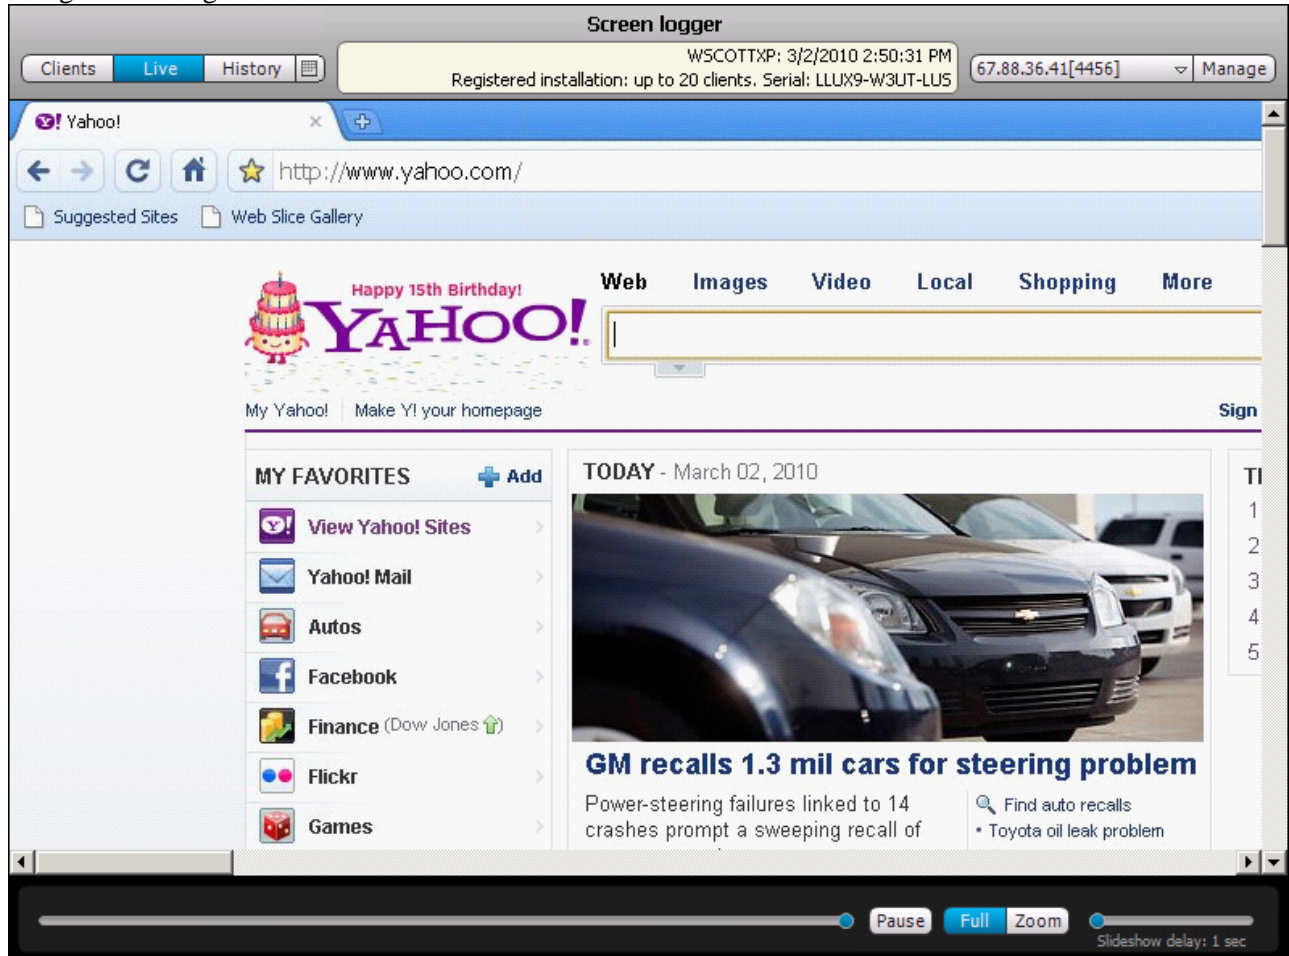 Screen logger
Clients Live History
WSCOTTXP: 3/2/2010 2:50:31 PM
Registered installation: up to 20 clients. Serial: LLUX9-W3UT-LUS
67.88.36.41[4456] Manage
Yahoo!
http://www.yahoo.com/
Suggested Sites Web Slice Gallery
Happy 15th Birthday!
YAHOO!
Web Images Video Local Shopping More
My Yahoo! Make Y! your homepage
Sign
MY FAVORITES Add
View Yahoo! Sites
Yahoo! Mail
Autos
Facebook
Finance (Dow Jones )
Flickr
Games
TODAY - March 02, 2010
GM recalls 1.3 mil cars for steering problem
Power-steering failures linked to 14
crashes prompt a sweeping recall of
Find auto recalls
• Toyota oil leak problem
1
2
3
4
5
Pause Full Zoom
Slideshow delay: 1 sec